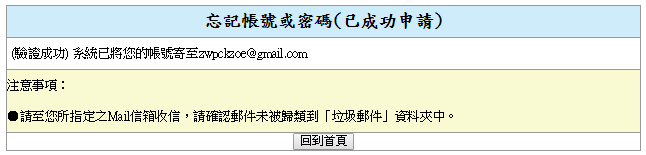 忘記帳號或密碼(已成功申請)
(驗證成功) 系統已將您的帳號寄至zwpckzoe@gmail.com
注意事項：
●請至您所指定之Mail信箱收信，請確認郵件未被歸類到「垃圾郵件」資料夾中。
回到首頁